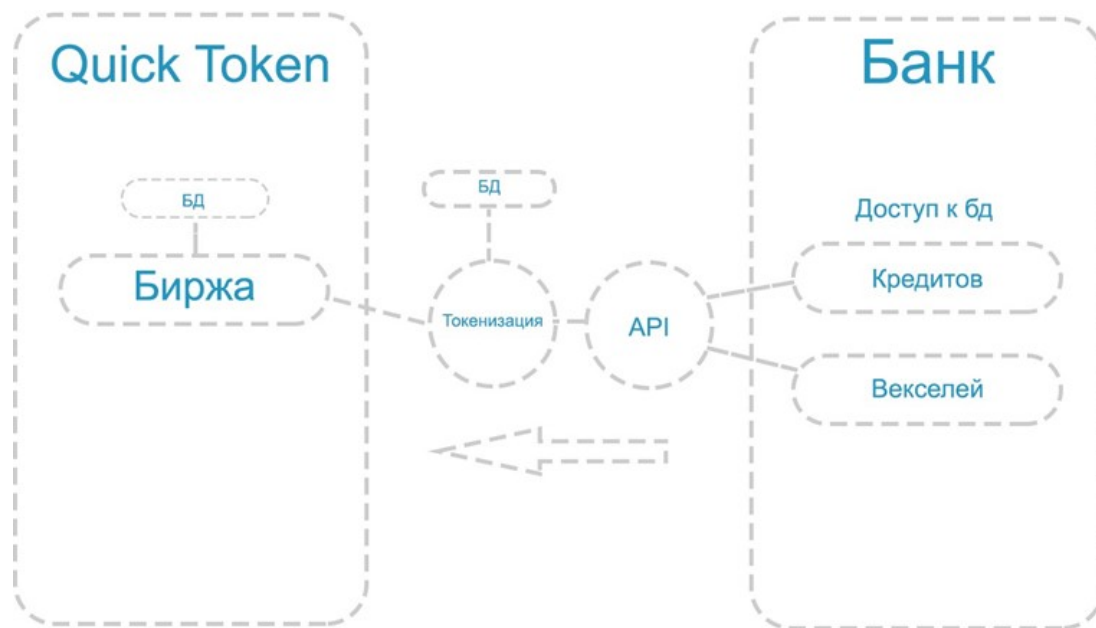 Quick Token
Банк
БД
БД
Доступ к бд
Биржа
Токенизация
API
Кредитов
Векселей